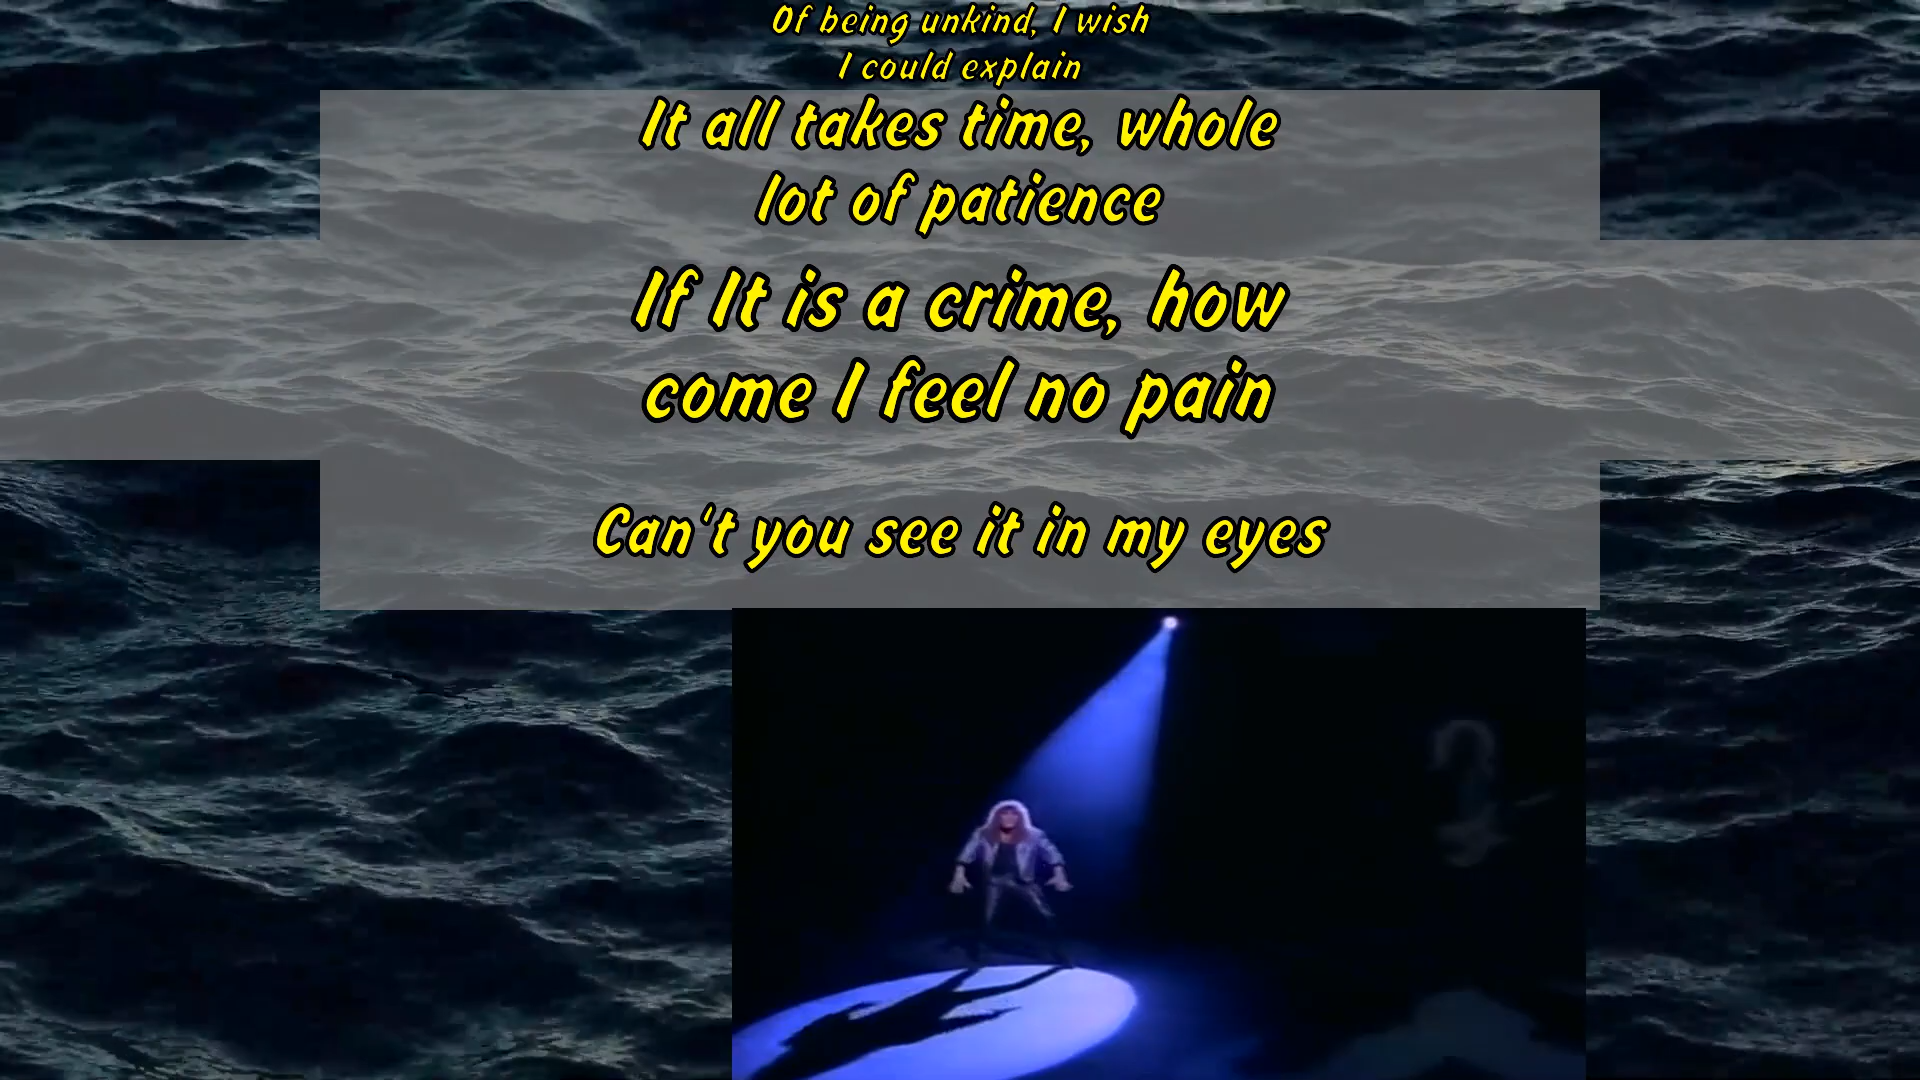 Of being unkind, I wish
I could explain
It all takes time, whole
lot of patience
If It is a crime, how
come I feel no pain
Can't you see it in my eyes